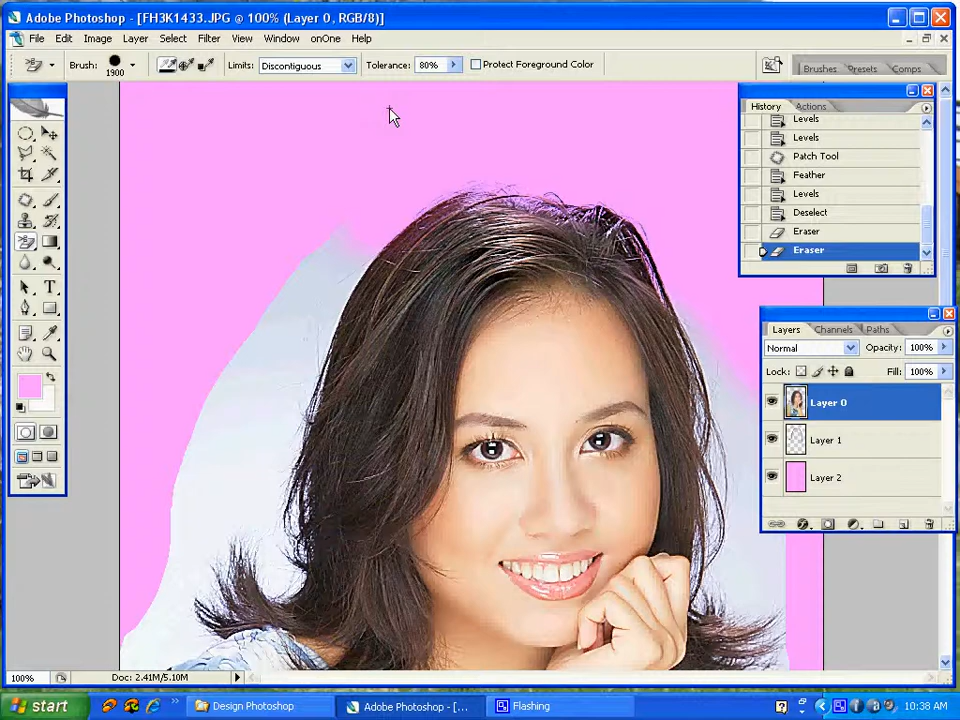 Adobe Photoshop - [FH3K1433.JPG @ 100% (Layer 0, RGB/8)]
File Edit Image Layer Select Filter View Window onOne Help
Brush: 1900 Limits: Discontiguous Tolerance: 80% Protect Foreground Color Brushes Presets Comps
History Actions
Levels
Levels
Patch Tool
Feather
Levels
Deselect
Eraser
Eraser
Layers Channels Paths
Normal Opacity: 100%
Lock: Fill: 100%
Layer 0
Layer 1
Layer 2
T
100% Doc: 2.41M/5.10M
start Design Photoshop Adobe Photoshop - [... Flashing 10:38 AM